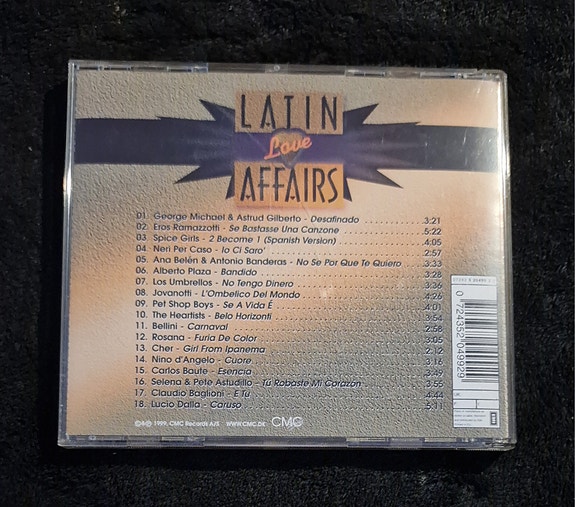 LATIN
Love
AFFAIRS
01. George Michael & Astrud Gilberto - Desafinado 3:21
02. Eros Ramazzotti - Se Bastasse Una Canzone 5:22
03. Spice Girls - 2 Become 1 (Spanish Version) 4:05
04. Neri Per Caso - Io Ci Saro' 2:57
05. Ana Belén & Antonio Banderas - No Se Por Que Te Quiero 3:33
06. Alberto Plaza - Bandido 3:28
07. Los Umbrellos - No Tengo Dinero 3:36
08. Jovanotti - L'Ombelico Del Mondo 4:26
09. Pet Shop Boys - Se A Vida É 4:01
10. The Heartists - Belo Horizonti 3:54
11. Bellini - Carnaval 2:58
12. Rosana - Furia De Color 3:05
13. Cher - Girl From Ipanema 2:12
14. Nino d'Angelo - Cuore 3:16
15. Carlos Baute - Esencia 3:49
16. Selena & Pete Astudillo - Tú Robaste Mi Corazón 3:55
17. Claudio Baglioni - E Tu 4:44
18. Lucio Dalla - Caruso 5:11
℗&© 1999, CMC Records A/S WWW.CMC.DK CMC
0 724352 049929